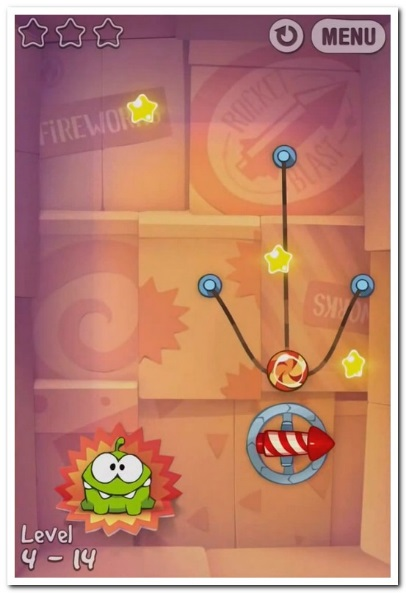 MENU
FiREWORKS
ROCKET
BLAST
Level
4 - 14